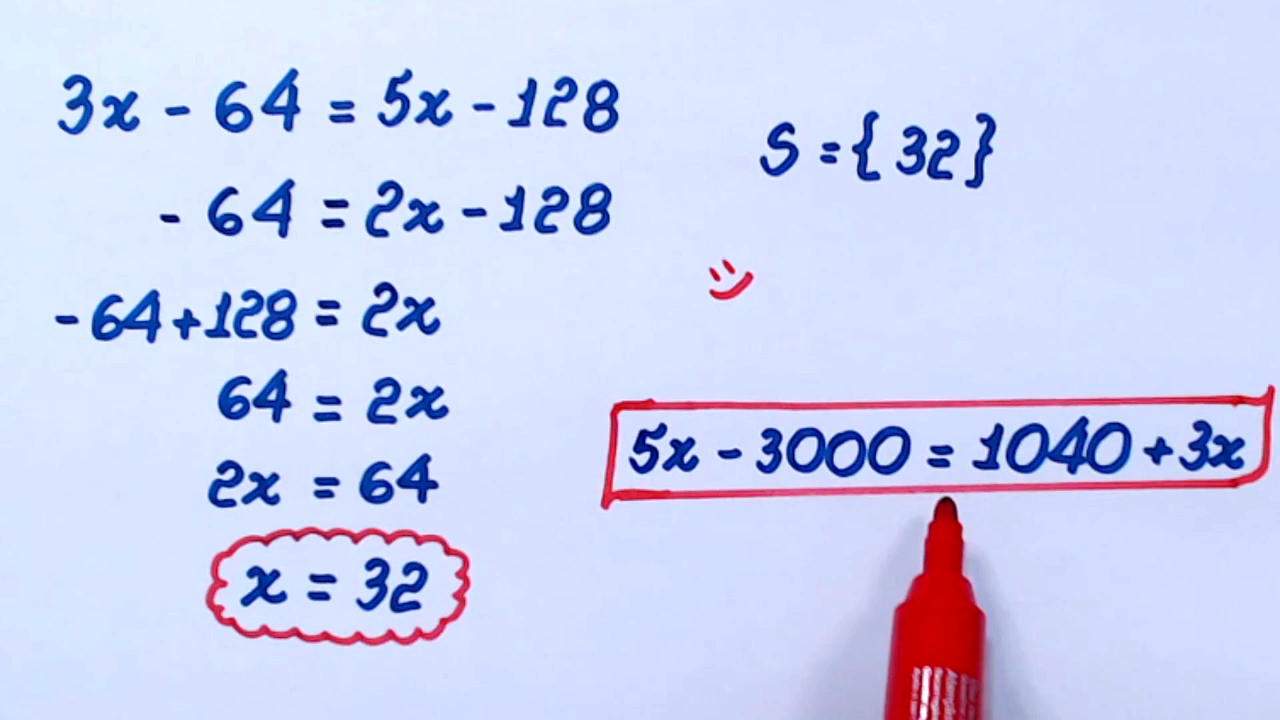 3x - 64 = 5x - 128
- 64 = 2x - 128
- 64 + 128 = 2x
64 = 2x
2x = 64
x = 32
S = { 32 }
5x - 3000 = 1040 + 3x